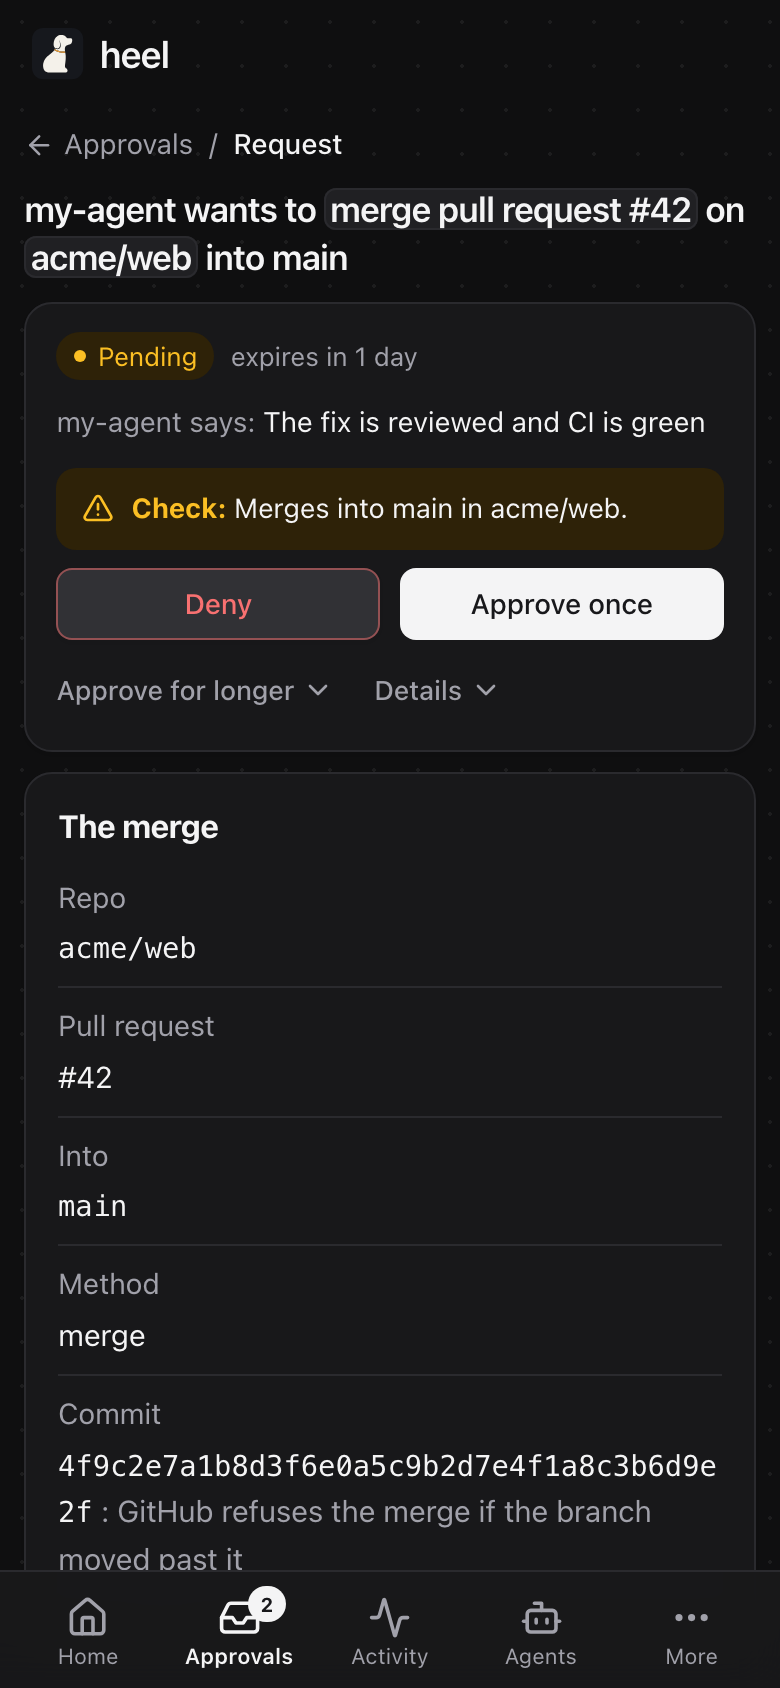 heel
Approvals / Request
my-agent wants to merge pull request #42 on
acme/web into main
Pending expires in 1 day
my-agent says: The fix is reviewed and CI is green
Check: Merges into main in acme/web.
Deny
Approve once
Approve for longer
Details
The merge
Repo
acme/web
Pull request
#42
Into
main
Method
merge
Commit
4f9c2e7a1b8d3f6e0a5c9b2d7e4f1a8c3b6d9e
2f : GitHub refuses the merge if the branch
moved past it
2
Home
Approvals
Activity
Agents
More